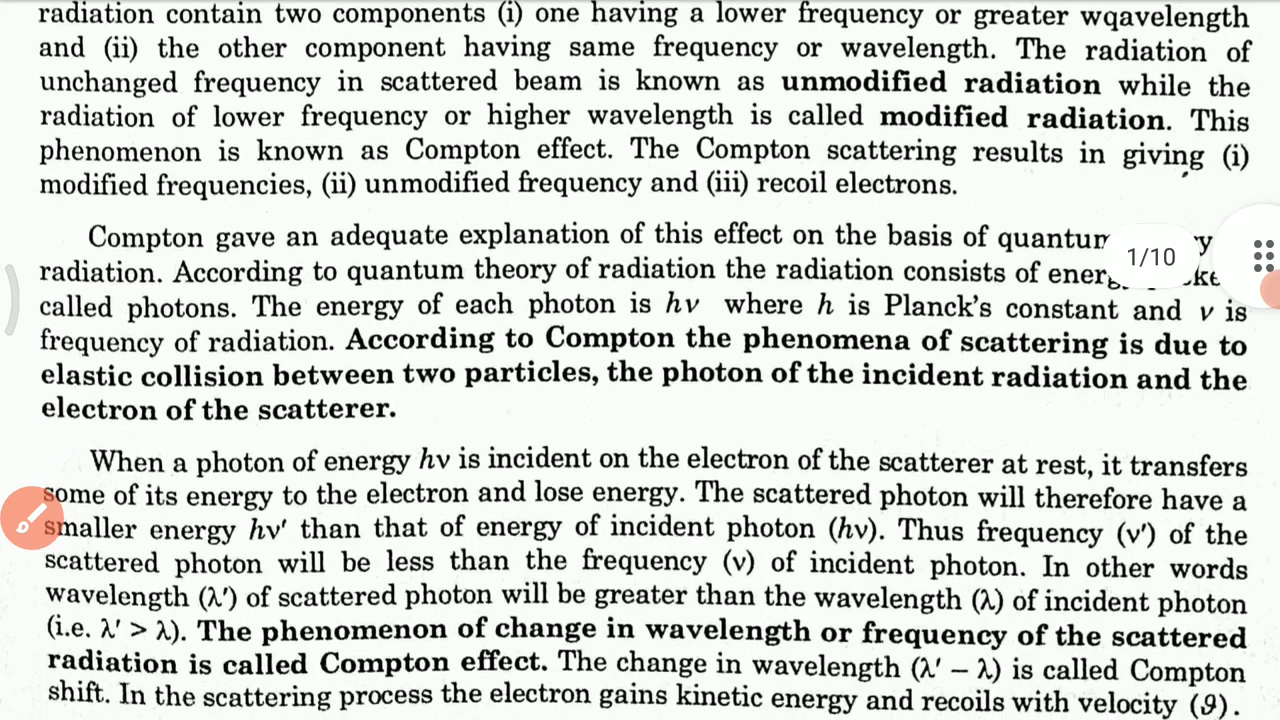 radiation contain two components (i) one having a lower frequency or greater wqavelength
and (ii) the other component having same frequency or wavelength. The radiation of
unchanged frequency in scattered beam is known as unmodified radiation while the
radiation of lower frequency or higher wavelength is called modified radiation. This
phenomenon is known as Compton effect. The Compton scattering results in giving (i)
modified frequencies, (ii) unmodified frequency and (iii) recoil electrons.
Compton gave an adequate explanation of this effect on the basis of
1/10
radiation. According to quantum theory of radiation the radiation consists of
called photons. The energy of each photon is hν where h is Planck's constant and ν is
frequency of radiation. According to Compton the phenomena of scattering is due to
elastic collision between two particles, the photon of the incident radiation and the
electron of the scatterer.
When a photon of energy hν is incident on the electron of the scatterer at rest, it transfers
some of its energy to the electron and lose energy. The scattered photon will therefore have a
smaller energy hν′ than that of energy of incident photon (hν). Thus frequency (ν′) of the
scattered photon will be less than the frequency (ν) of incident photon. In other words
wavelength (λ′) of scattered photon will be greater than the wavelength (λ) of incident photon
(i.e. λ′ > λ). The phenomenon of change in wavelength or frequency of the scattered
radiation is called Compton effect. The change in wavelength (λ′ – λ) is called Compton
shift. In the scattering process the electron gains kinetic energy and recoils with velocity (ϑ).